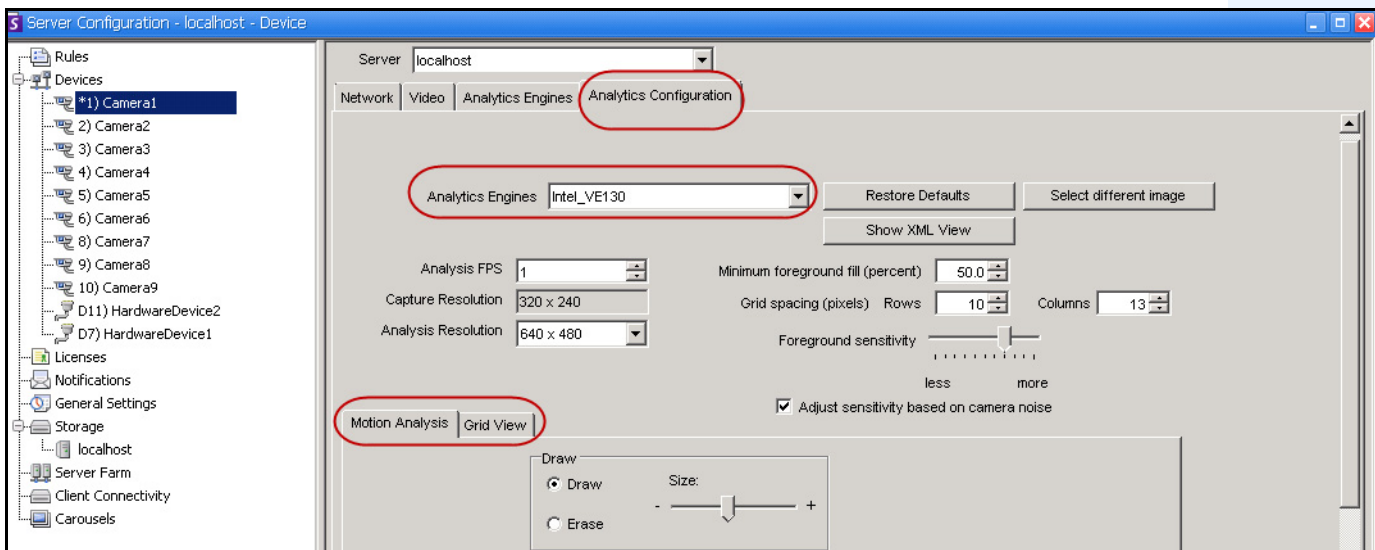 S Server Configuration - localhost - Device
Rules
Devices
*1) Camera1
2) Camera2
3) Camera3
4) Camera4
5) Camera5
6) Camera6
8) Camera7
9) Camera8
10) Camera9
D11) HardwareDevice2
D7) HardwareDevice1
Licenses
Notifications
General Settings
Storage
localhost
Server Farm
Client Connectivity
Carousels
Server localhost
Network Video Analytics Engines Analytics Configuration
Analytics Engines Intel_VE130 Restore Defaults Select different image
Show XML View
Analysis FPS 1 Minimum foreground fill (percent) 50.0
Capture Resolution 320 x 240 Grid spacing (pixels) Rows 10 Columns 13
Analysis Resolution 640 x 480 Foreground sensitivity
less more
Adjust sensitivity based on camera noise
Motion Analysis Grid View
Draw
Draw Size:
- +
Erase